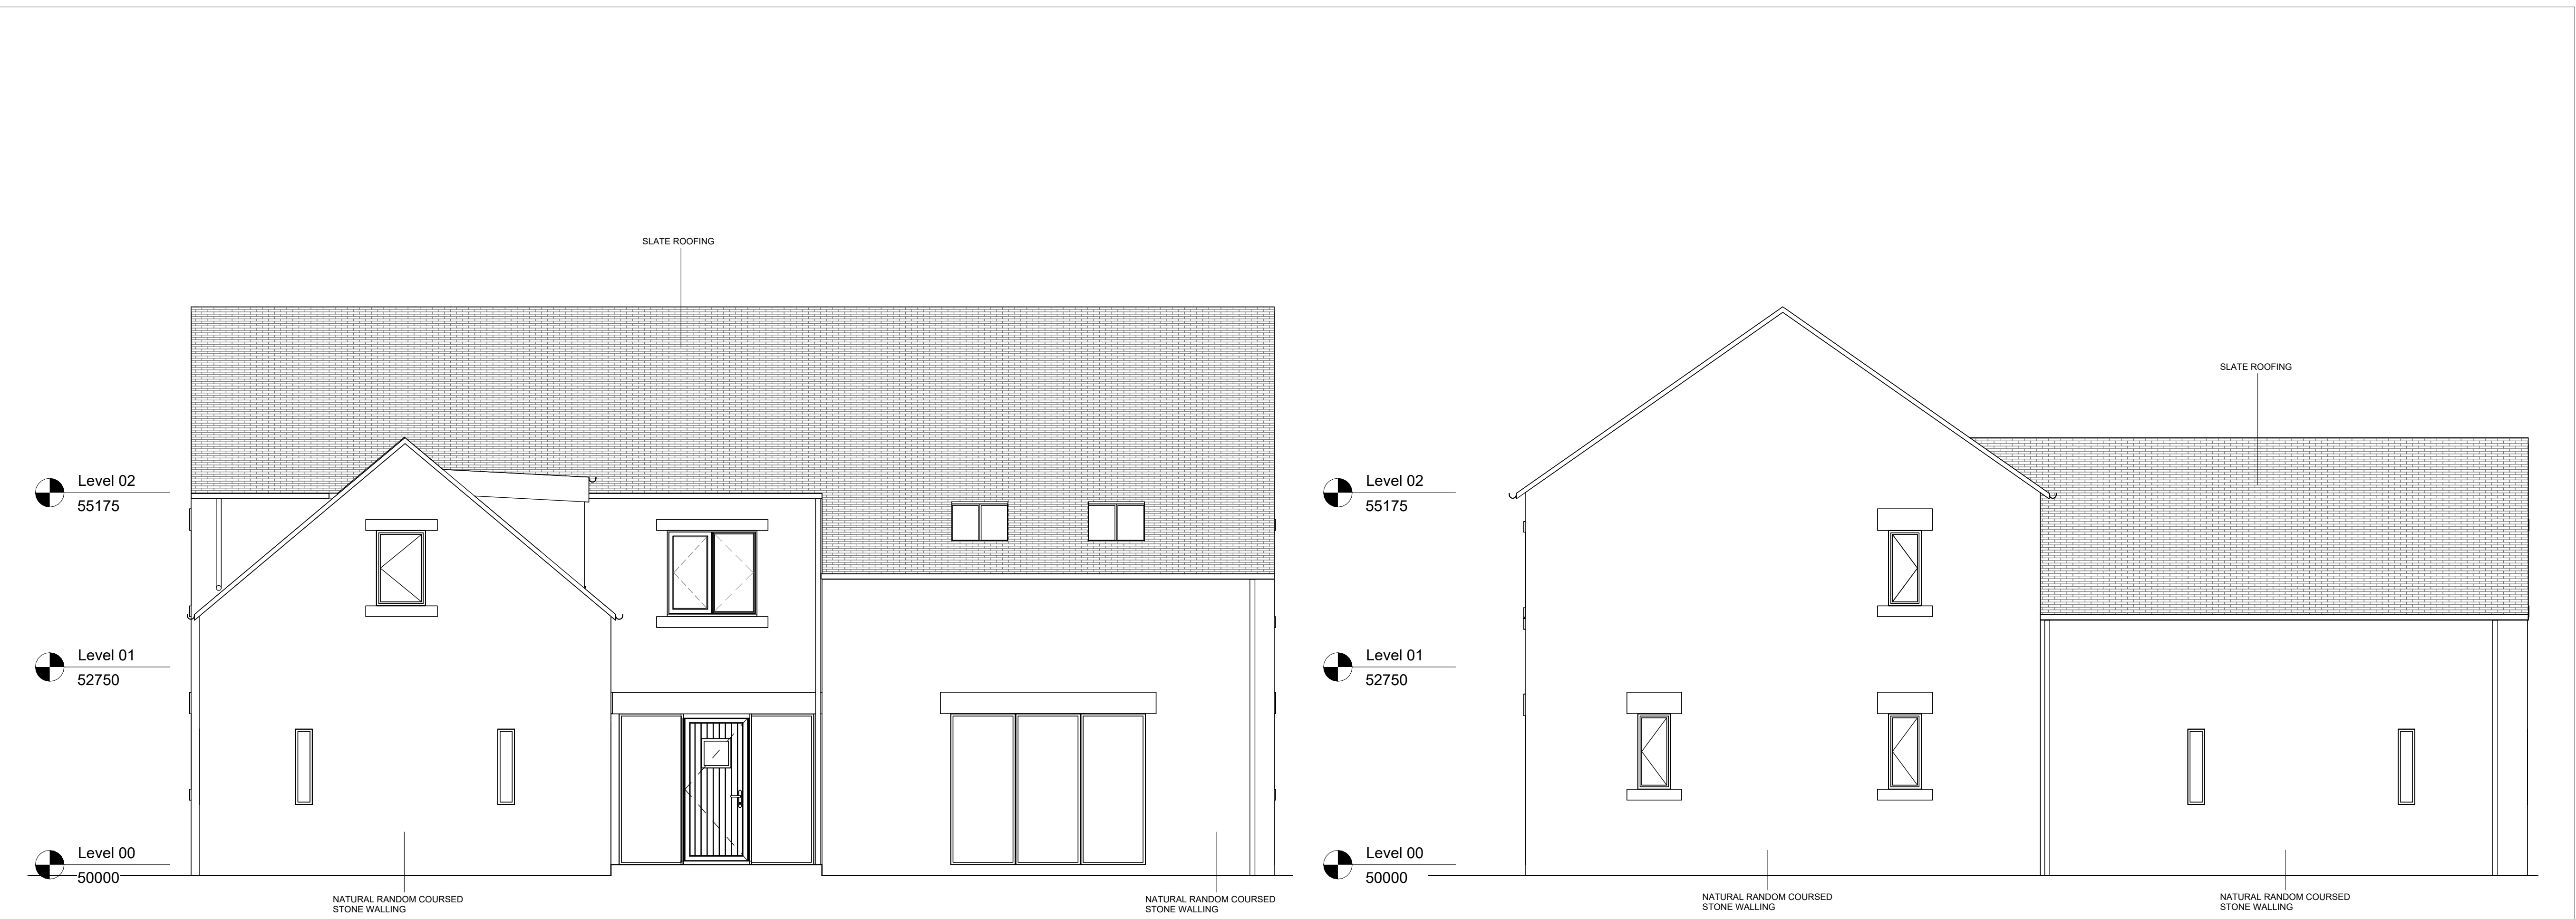 SLATE ROOFING
Level 02
55175
Level 01
52750
Level 00
50000
NATURAL RANDOM COURSED
STONE WALLING
NATURAL RANDOM COURSED
STONE WALLING
SLATE ROOFING
Level 02
55175
Level 01
52750
Level 00
50000
NATURAL RANDOM COURSED
STONE WALLING
NATURAL RANDOM COURSED
STONE WALLING